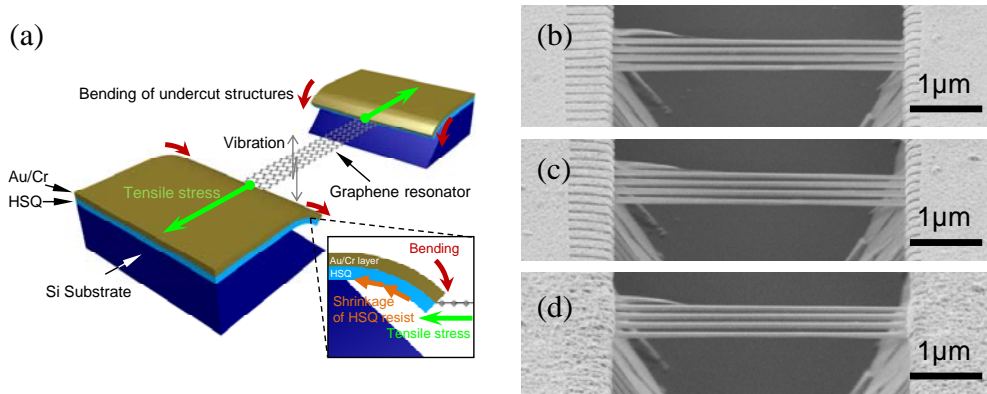 (a)
Bending of undercut structures
Vibration
Au/Cr
HSQ
Tensile stress
Graphene resonator
Si Substrate
Au/Cr layer
HSQ
Bending
Shrinkage
of HSQ resist
Tensile stress
(b)
1μm
(c)
1μm
(d)
1μm